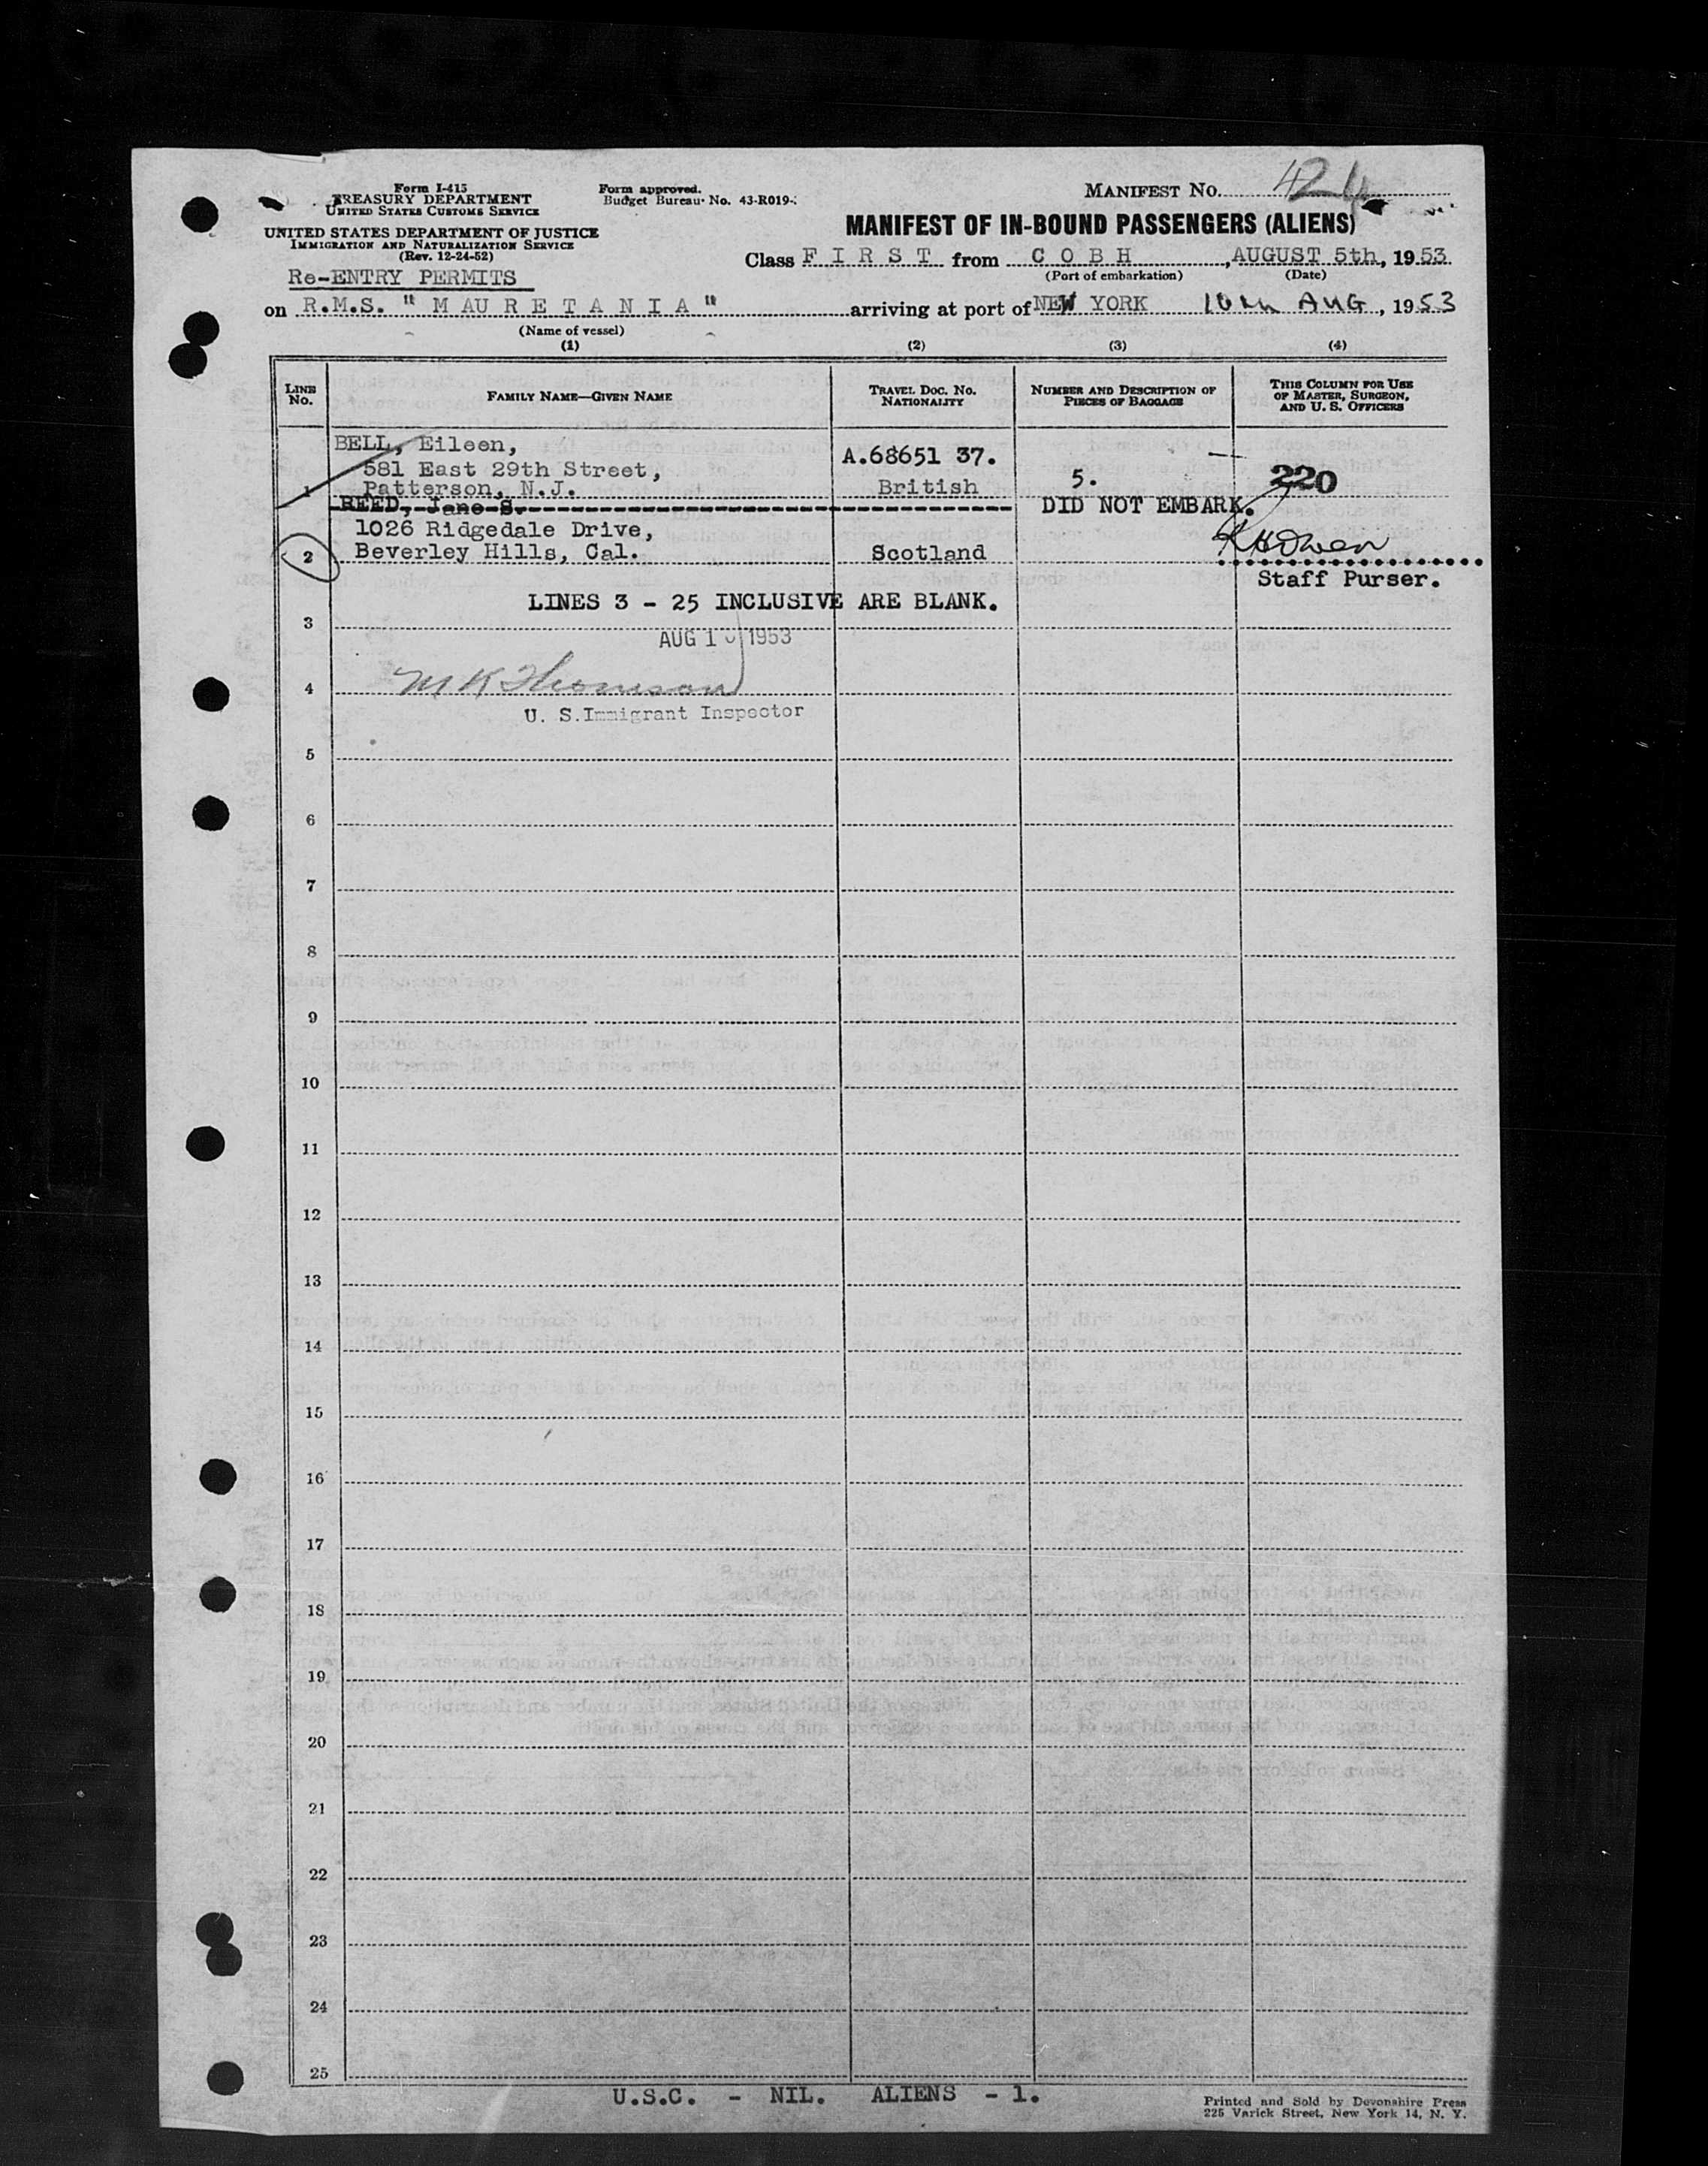 Form I-415
TREASURY DEPARTMENT
UNITED STATES CUSTOMS SERVICE
UNITED STATES DEPARTMENT OF JUSTICE
IMMIGRATION AND NATURALIZATION SERVICE
(Rev. 12-24-52)
Form approved.
Budget Bureau No. 43-R019-
MANIFEST NO. 424
MANIFEST OF IN-BOUND PASSENGERS (ALIENS)
Class F I R S T from C O B H, AUGUST 5th, 1953
(Port of embarkation) (Date)
Re-ENTRY PERMITS
on R.M.S. " M AU R E T A N I A " arriving at port of NEW YORK 10th AUG, 1953
(Name of vessel)
(1) (2) (3) (4)
LINE No. FAMILY NAME—GIVEN NAME TRAVEL DOC. NO. NATIONALITY NUMBER AND DESCRIPTION OF PIECES OF BAGGAGE THIS COLUMN FOR USE OF MASTER, SURGEON, AND U. S. OFFICERS
BELL, Eileen,
581 East 29th Street, A.68651 37.
1 Patterson, N.J. British 5. 220
REED, Jane S. DID NOT EMBARK.
1026 Ridgedale Drive,
2 Beverley Hills, Cal. Scotland
Staff Purser.
LINES 3 - 25 INCLUSIVE ARE BLANK.
3
AUG 10 1953
4 M K Thomson
U. S. Immigrant Inspector
5
6
7
8
9
10
11
12
13
14
15
16
17
18
19
20
21
22
23
24
25
U.S.C. - NIL. ALIENS - 1.
Printed and Sold by Devonshire Press
225 Varick Street, New York 14, N. Y.